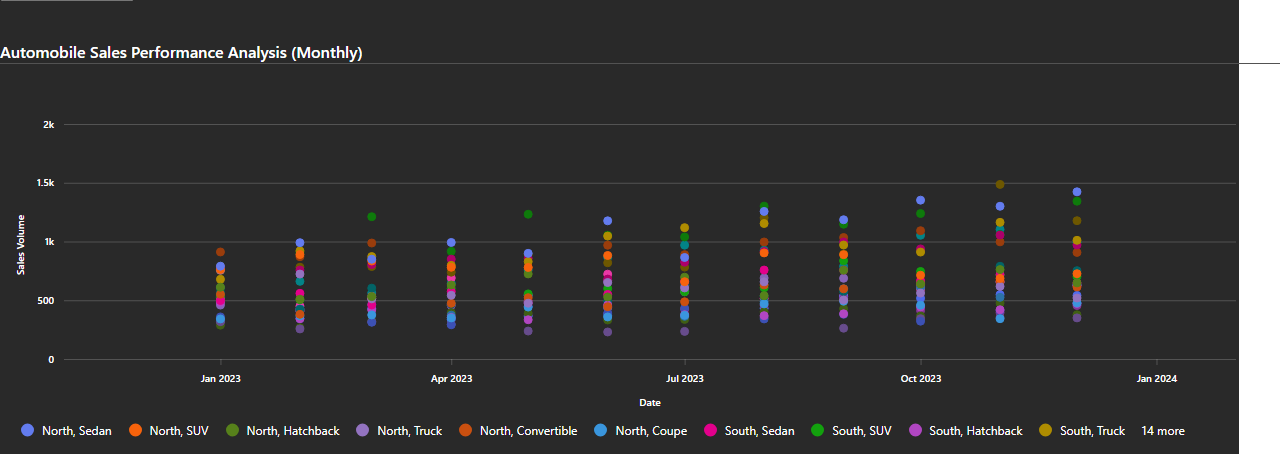 Automobile Sales Performance Analysis (Monthly)
2k
1.5k
1k
500
0
Sales Volume
Jan 2023 Apr 2023 Jul 2023 Oct 2023 Jan 2024
Date
North, Sedan North, SUV North, Hatchback North, Truck North, Convertible North, Coupe South, Sedan South, SUV South, Hatchback South, Truck 14 more